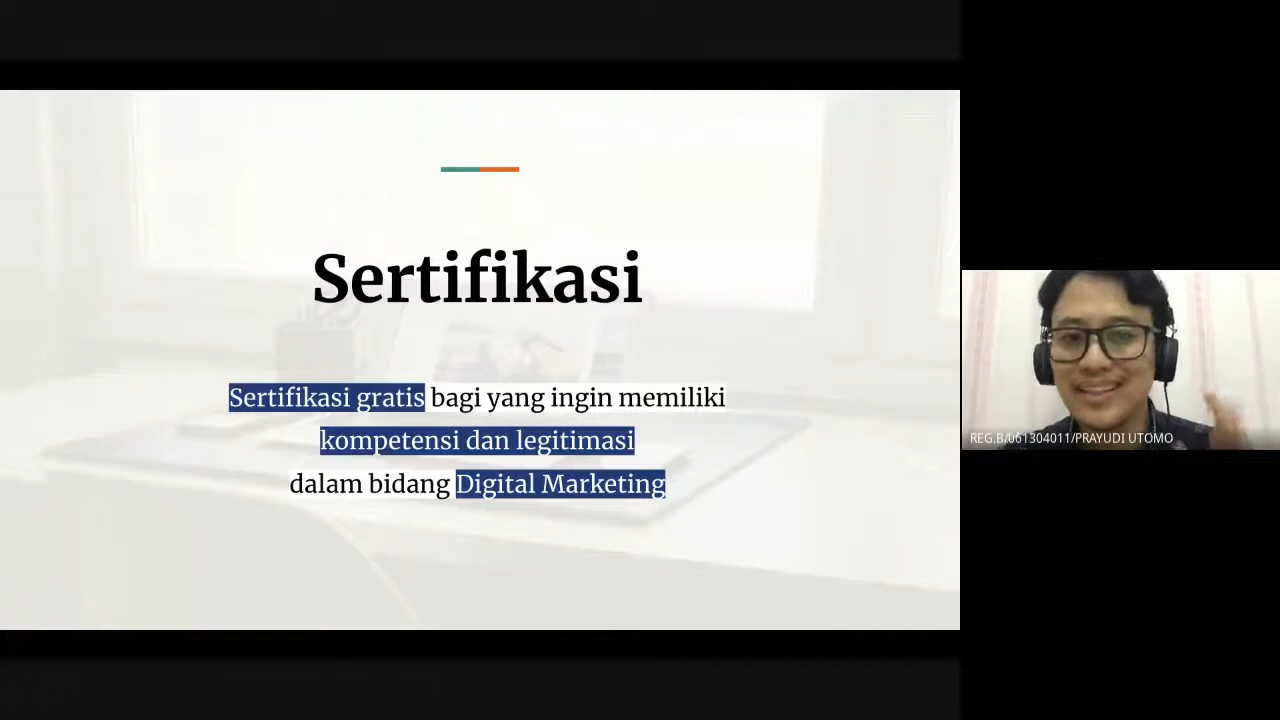 Sertifikasi
Sertifikasi gratis bagi yang ingin memiliki
kompetensi dan legitimasi
dalam bidang Digital Marketing
REG.B/061304011/PRAYUDI UTOMO